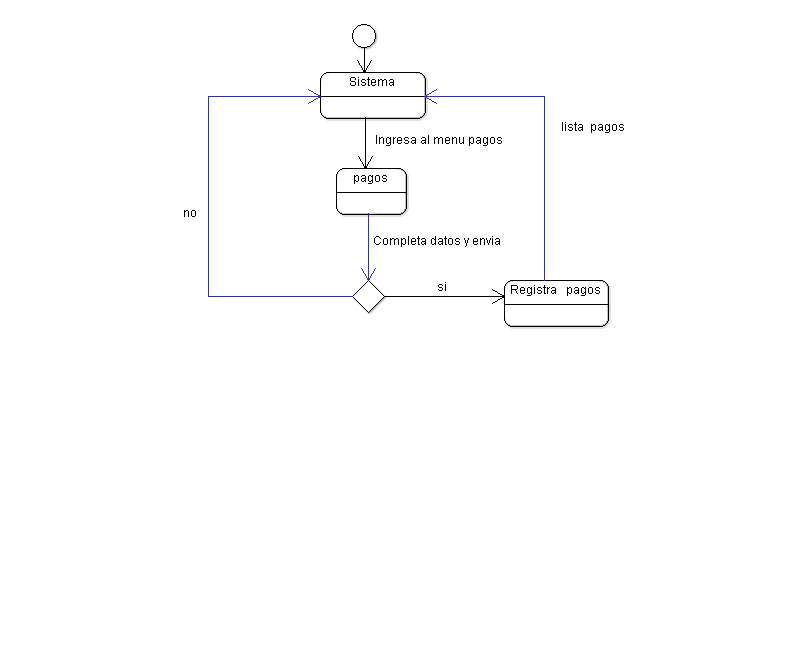 Sistema
lista pagos
Ingresa al menu pagos
pagos
no
Completa datos y envia
si
Registra pagos